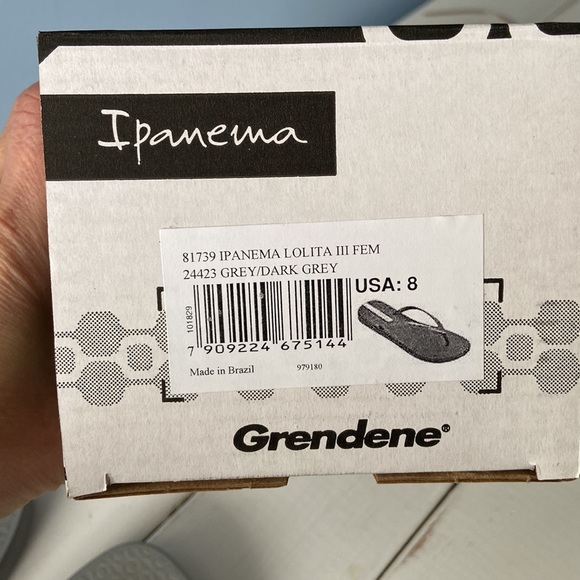 Ipanema
81739 IPANEMA LOLITA III FEM
24423 GREY/DARK GREY
USA: 8
101829
7 909224 675144
Made in Brazil 979180
Grendene®